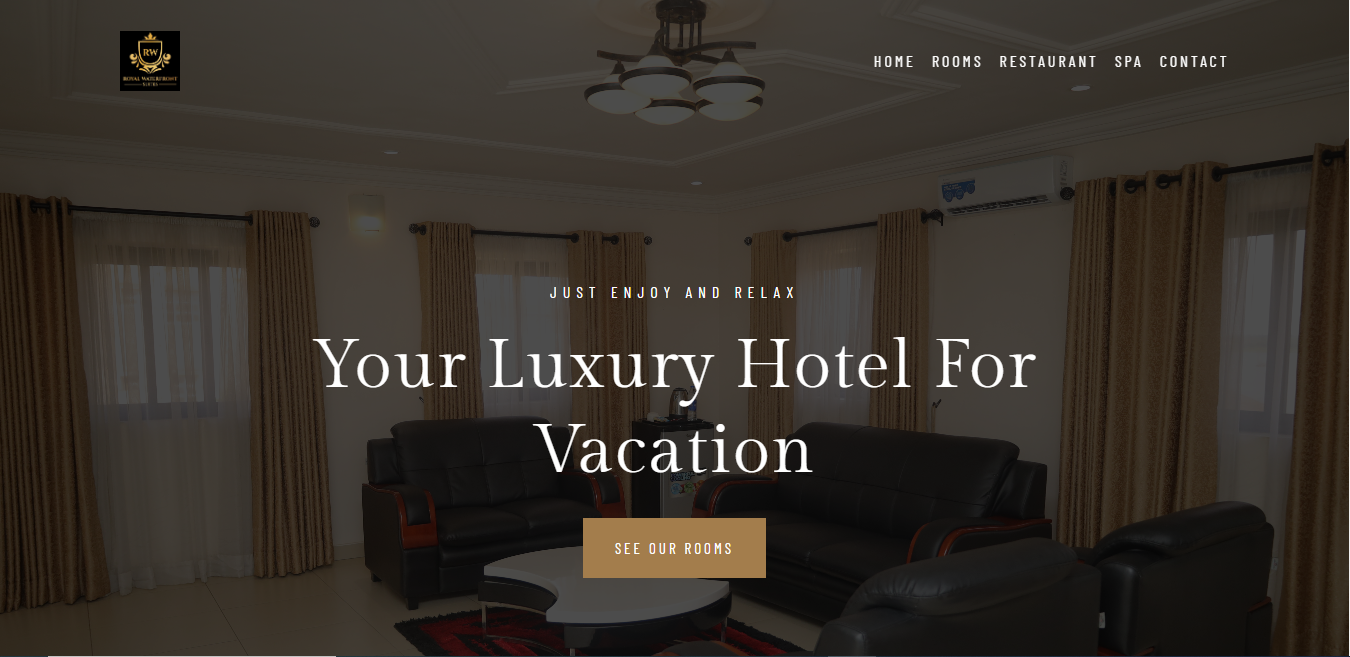 RW
ROYAL WATERFRONT
SUITES
HOME ROOMS RESTAURANT SPA CONTACT
JUST ENJOY AND RELAX
Your Luxury Hotel For
Vacation
SEE OUR ROOMS